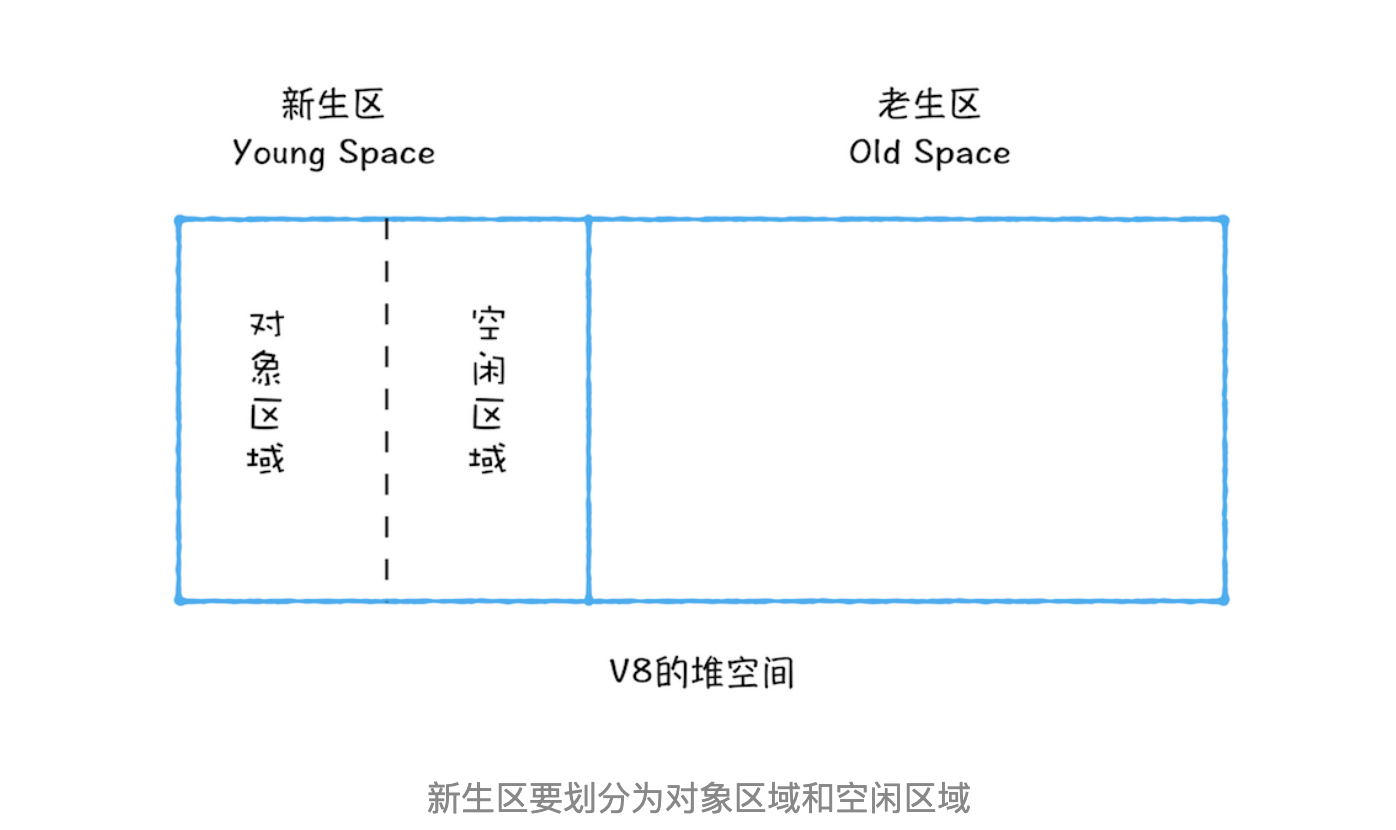 新生区
Young Space
老生区
Old Space
对象区域
空闲区域
V8的堆空间
新生区要划分为对象区域和空闲区域